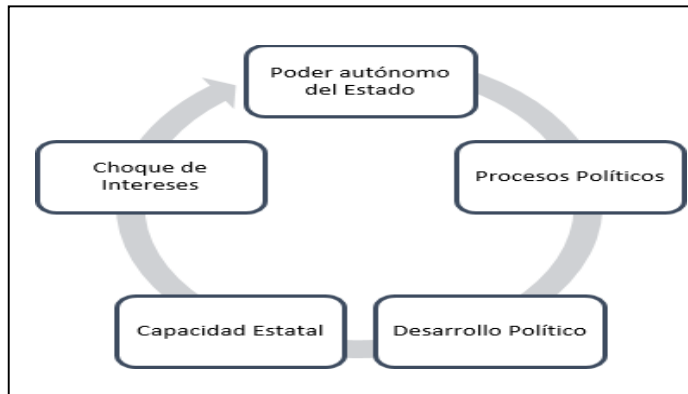 Poder autónomo
del Estado
Procesos Políticos
Desarrollo Político
Capacidad Estatal
Choque de
Intereses